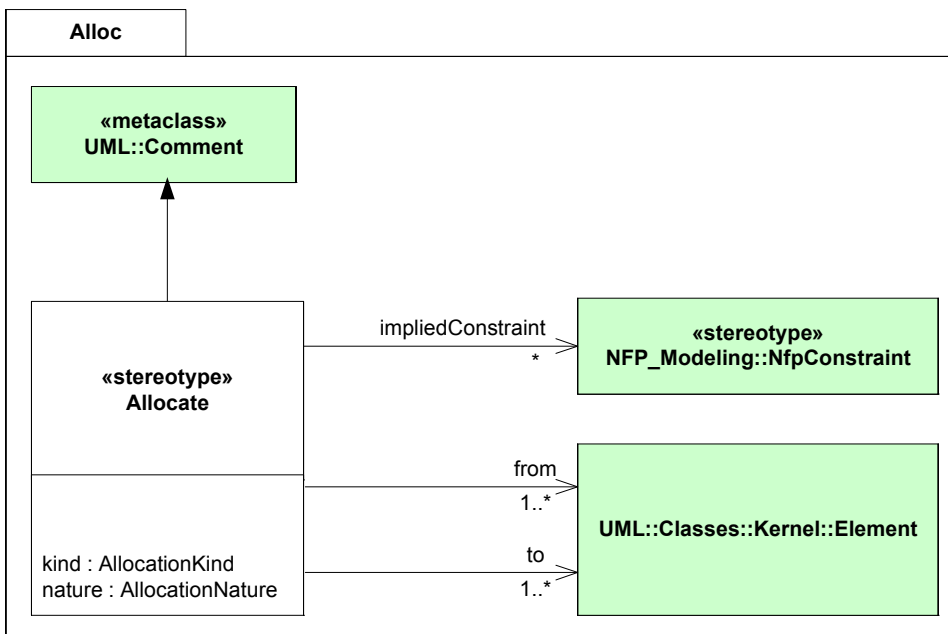 Alloc
«metaclass»
UML::Comment
«stereotype»
Allocate
kind : AllocationKind
nature : AllocationNature
impliedConstraint
*
«stereotype»
NFP_Modeling::NfpConstraint
from
1..*
to
1..*
UML::Classes::Kernel::Element